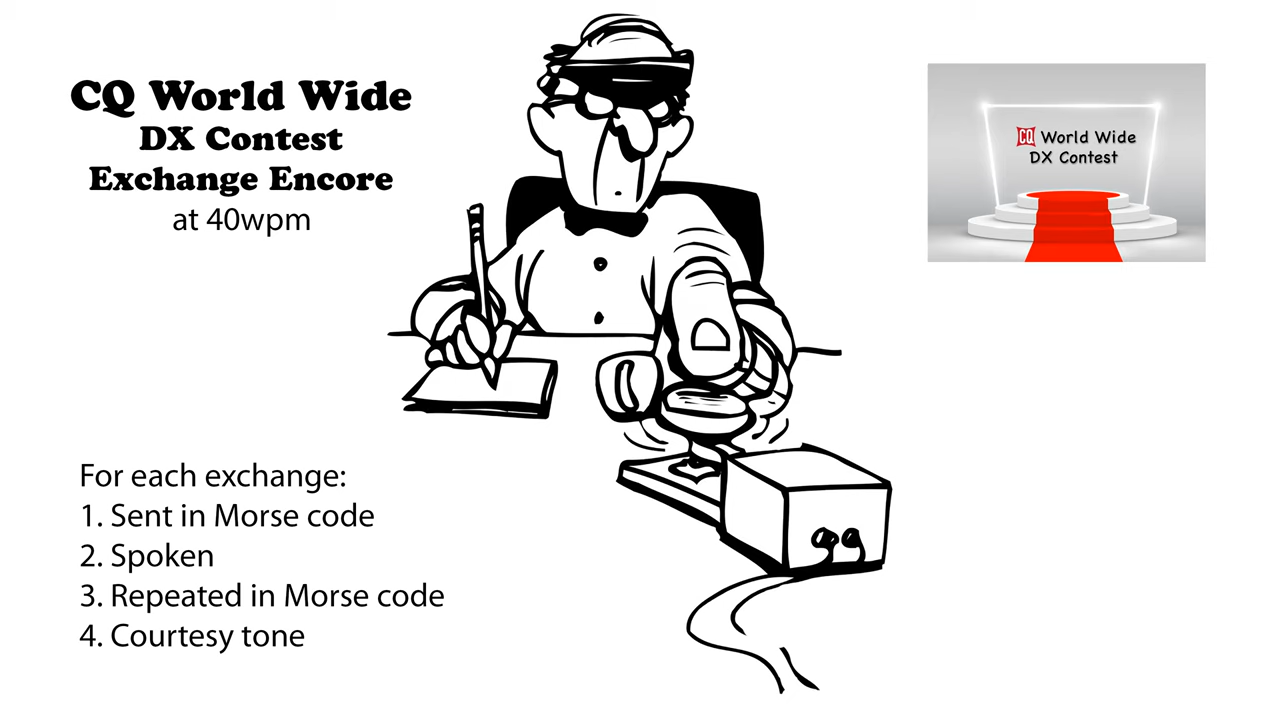 CQ World Wide
DX Contest
Exchange Encore
at 40wpm
CQ World Wide
DX Contest
For each exchange:
1. Sent in Morse code
2. Spoken
3. Repeated in Morse code
4. Courtesy tone